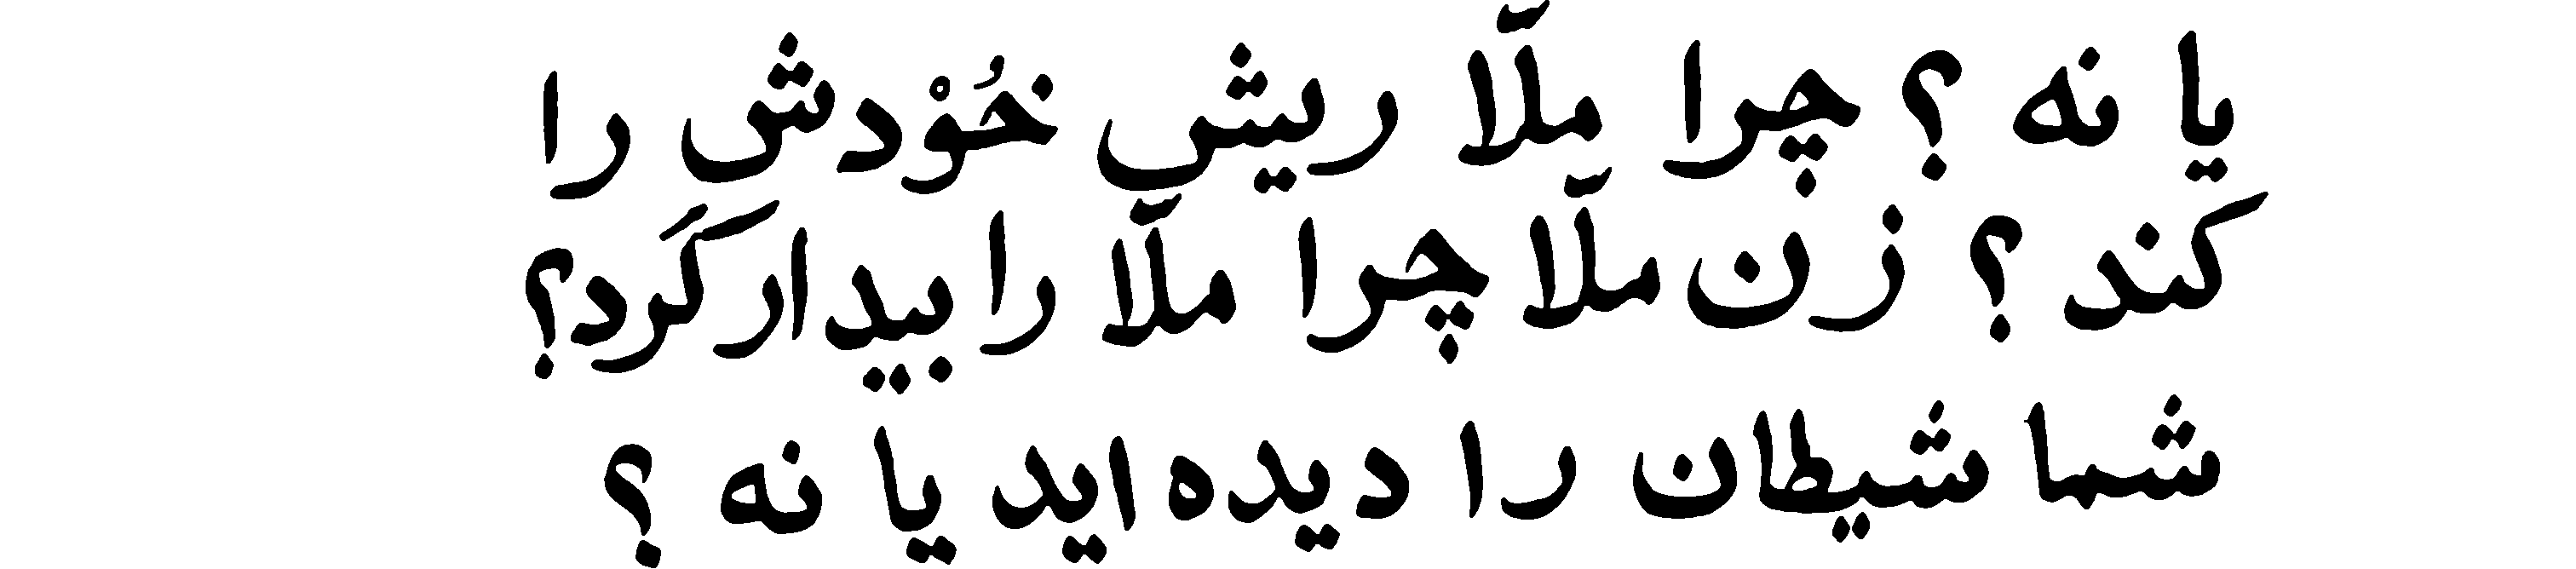 یا نه ؟ چرا ملّا ریش خُوْدش را
کند ؟ زن ملّا چرا ملّا را بیدار کَرد؟
شما شیطان را دیده اید یا نه ؟